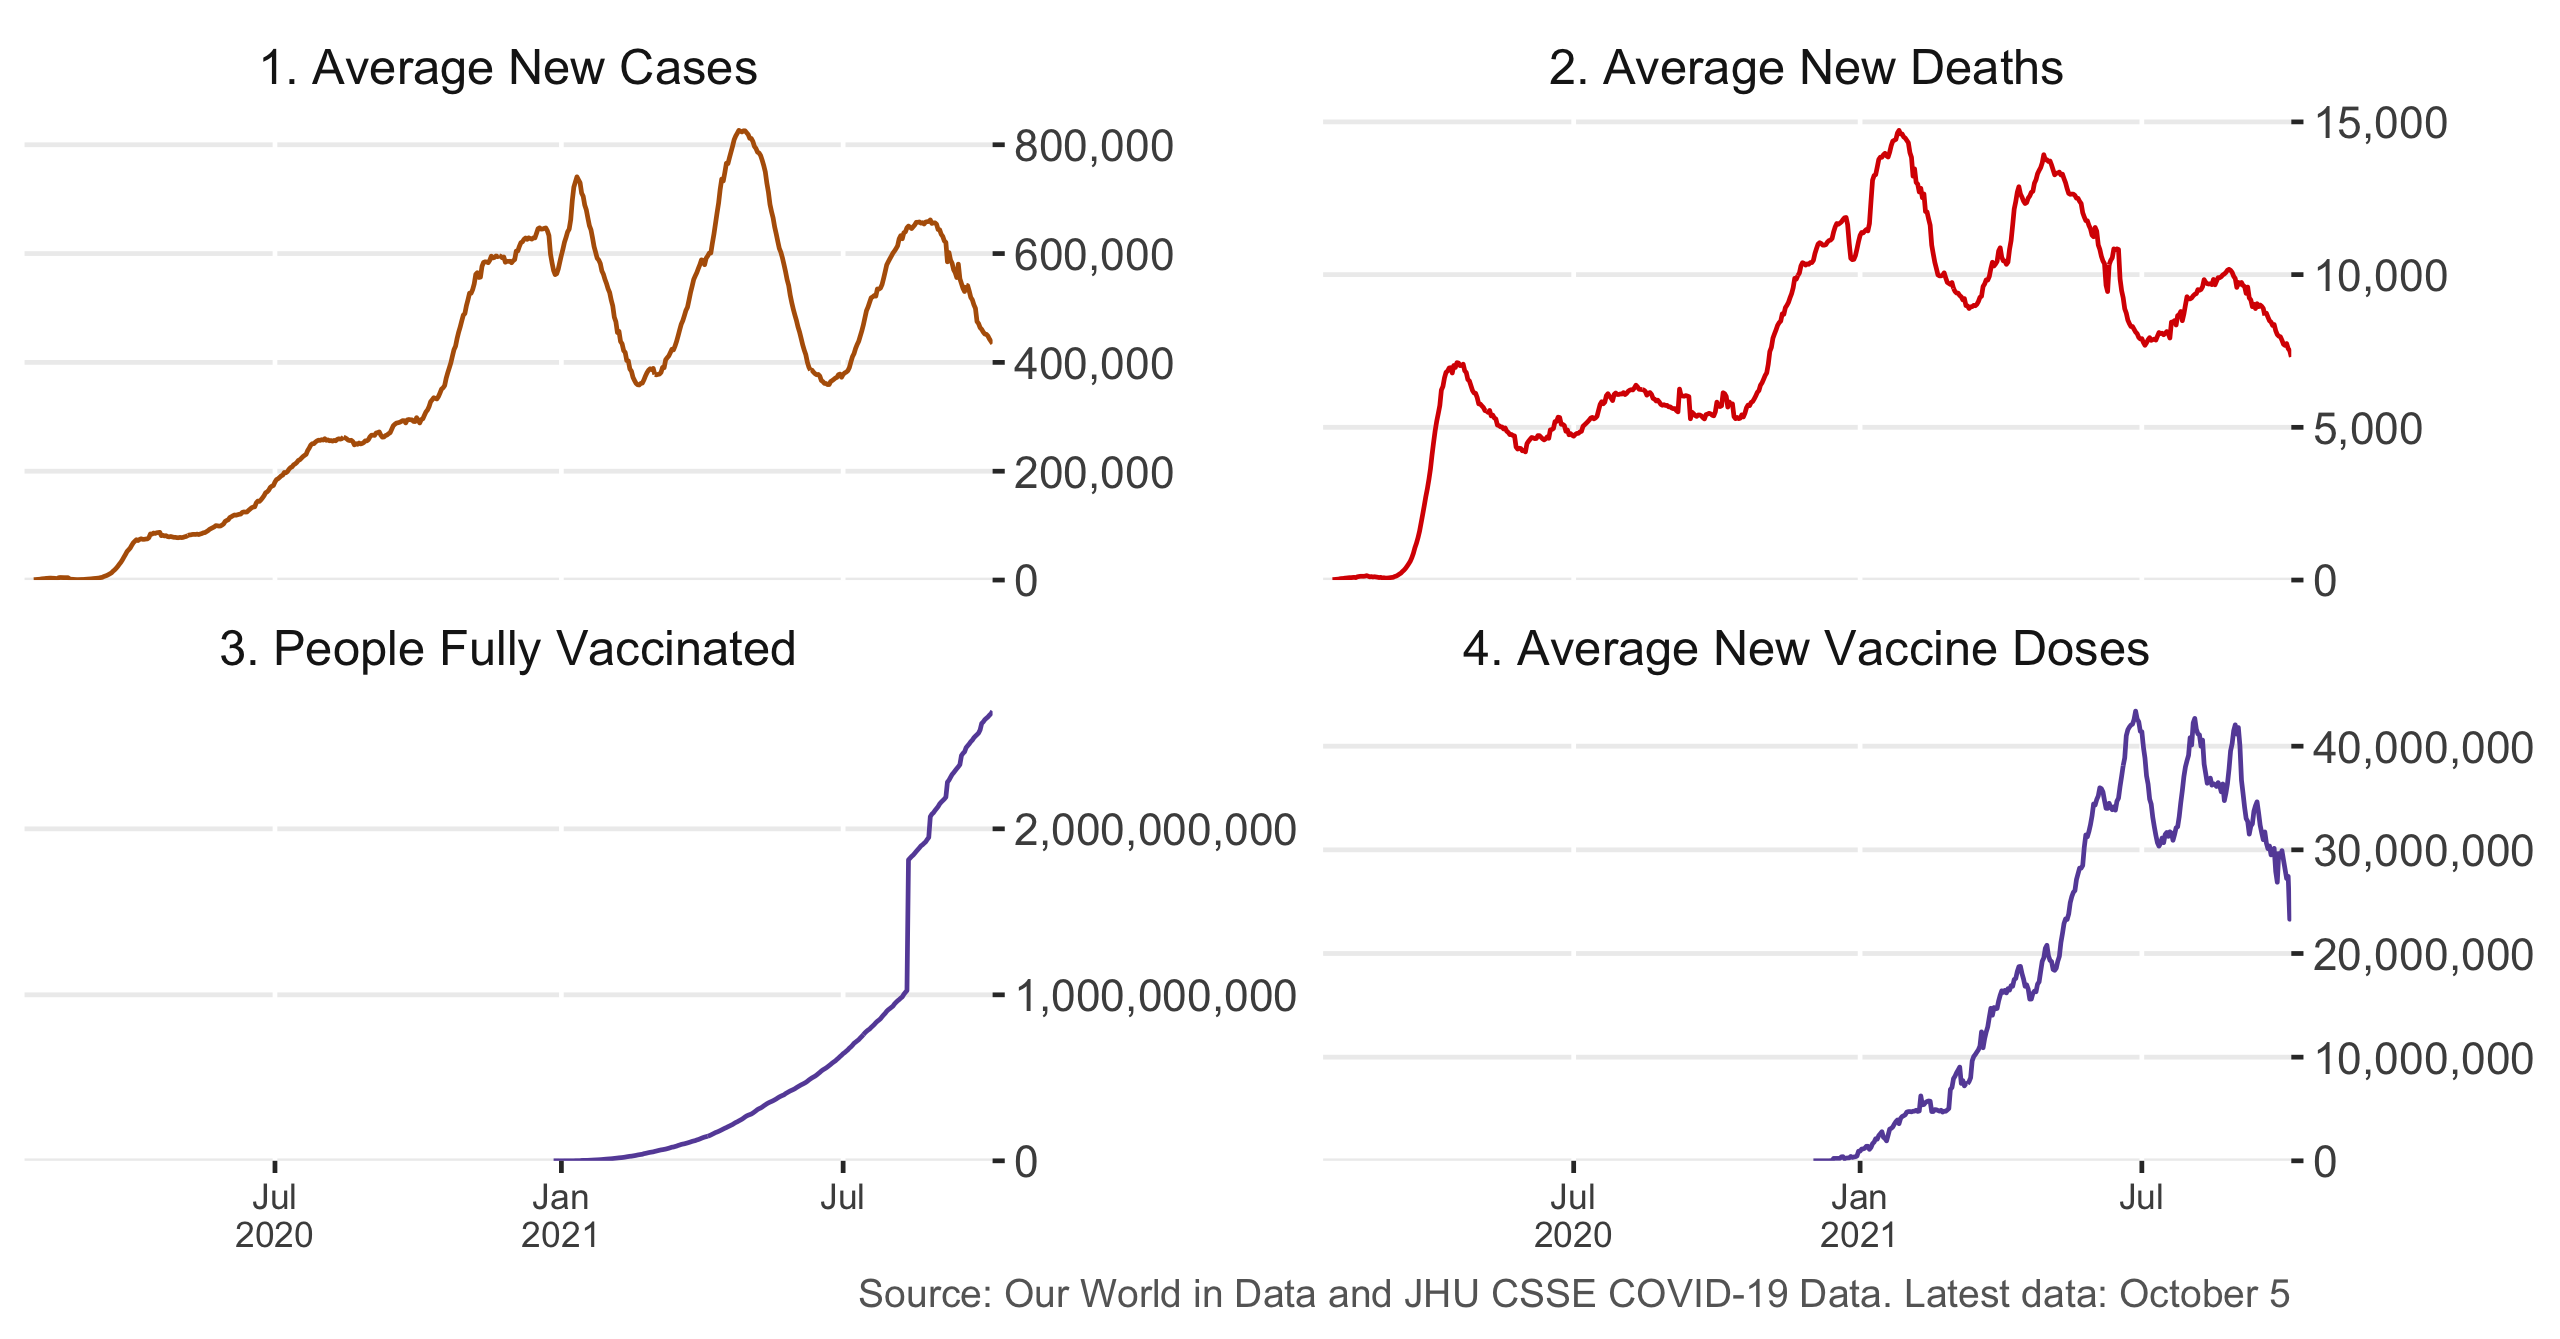 1. Average New Cases
800,000
600,000
400,000
200,000
0
2. Average New Deaths
15,000
10,000
5,000
0
3. People Fully Vaccinated
2,000,000,000
1,000,000,000
0
Jul
2020
Jan
2021
Jul
4. Average New Vaccine Doses
40,000,000
30,000,000
20,000,000
10,000,000
0
Jul
2020
Jan
2021
Jul
Source: Our World in Data and JHU CSSE COVID-19 Data. Latest data: October 5